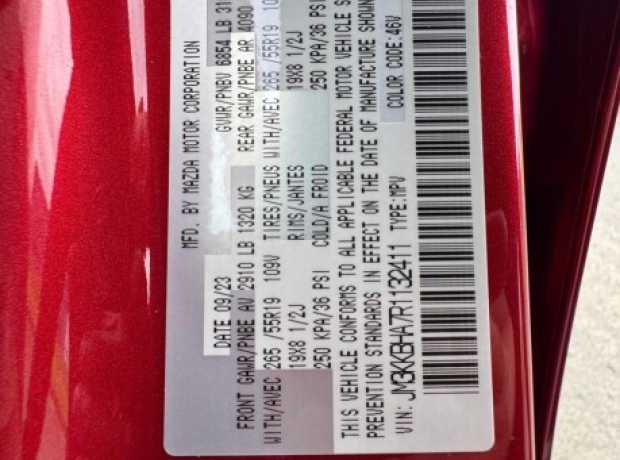 MFD. BY MAZDA MOTOR CORPORATION
DATE 09/23 GVWR/PNBV 6854 LB 31
FRONT GAWR/PNBE AV 2910 LB 1320 KG REAR GAWR/PNBE AR 4090
WITH/AVEC 265 /55R19 109V TIRES/PNEUS WITH/AVEC 265 /55R19 10
19X8 1/2J RIMS/JANTES 19X8 1/2J
250 KPA/36 PSI COLD/A FROID 250 KPA/36 PSI
THIS VEHICLE CONFORMS TO ALL APPLICABLE FEDERAL MOTOR VEHICLE S
PREVENTION STANDARDS IN EFFECT ON THE DATE OF MANUFACTURE SHOWN
VIN: JM3KKBHA7R1132411 TYPE:MPV COLOR CODE:46V